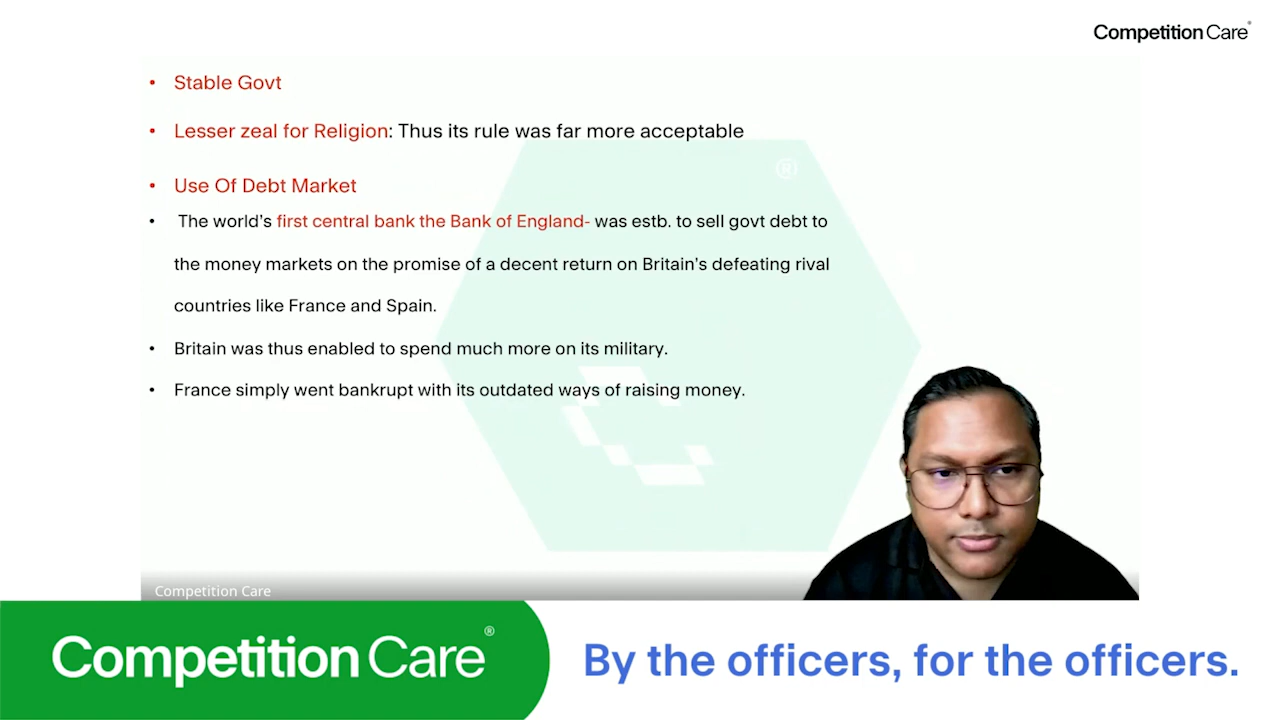 CompetitionCare®
• Stable Govt
• Lesser zeal for Religion: Thus its rule was far more acceptable
®
• Use Of Debt Market
• The world's first central bank the Bank of England- was estb. to sell govt debt to
the money markets on the promise of a decent return on Britain's defeating rival
countries like France and Spain.
• Britain was thus enabled to spend much more on its military.
• France simply went bankrupt with its outdated ways of raising money.
Competition Care
Competition Care®
By the officers, for the officers.